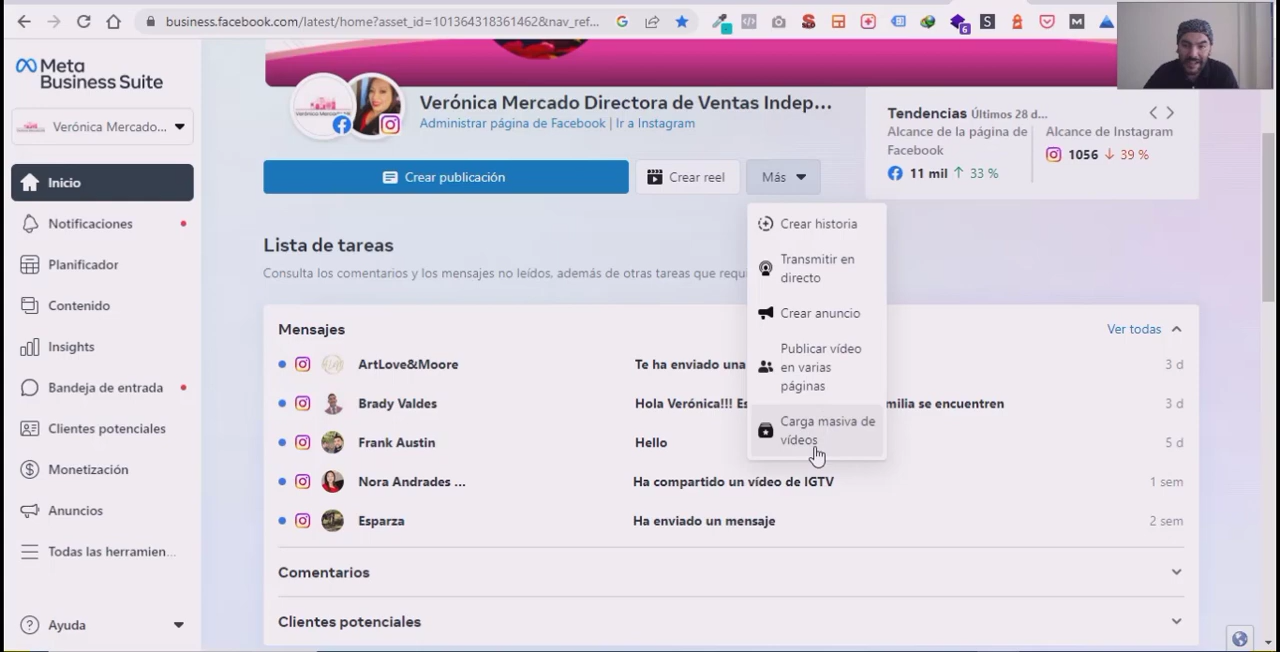 business.facebook.com/latest/home?asset_id=101364318361462&nav_ref...
6
S
M
Meta
Business Suite
Verónica Mercado...
Inicio
Notificaciones
Planificador
Contenido
Insights
Bandeja de entrada
Clientes potenciales
Monetización
Anuncios
Todas las herramien...
Ayuda
Verónica Mercado Directora de Ventas Indep...
Administrar página de Facebook | Ir a Instagram
Crear publicación
Crear reel
Más
Tendencias Últimos 28 d...
Alcance de la página de
Facebook
11 mil ↑ 33 %
Alcance de Instagram
1056 ↓ 39 %
Crear historia
Transmitir en
directo
Crear anuncio
Publicar vídeo
en varias
páginas
Carga masiva de
vídeos
Lista de tareas
Consulta los comentarios y los mensajes no leídos, además de otras tareas que requ
Mensajes
Ver todas
ArtLove&Moore Te ha enviado una 3 d
Brady Valdes Hola Verónica!!! Es milia se encuentren 3 d
Frank Austin Hello 5 d
Nora Andrades ... Ha compartido un vídeo de IGTV 1 sem
Esparza Ha enviado un mensaje 2 sem
Comentarios
Clientes potenciales